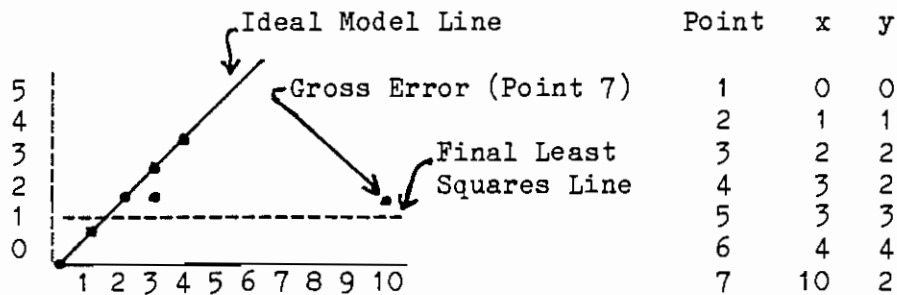 Ideal Model Line
Gross Error (Point 7)
Final Least
Squares Line
5
4
3
2
1
0
1 2 3 4 5 6 7 8 9 10
Point x y
1 0 0
2 1 1
3 2 2
4 3 2
5 3 3
6 4 4
7 10 2